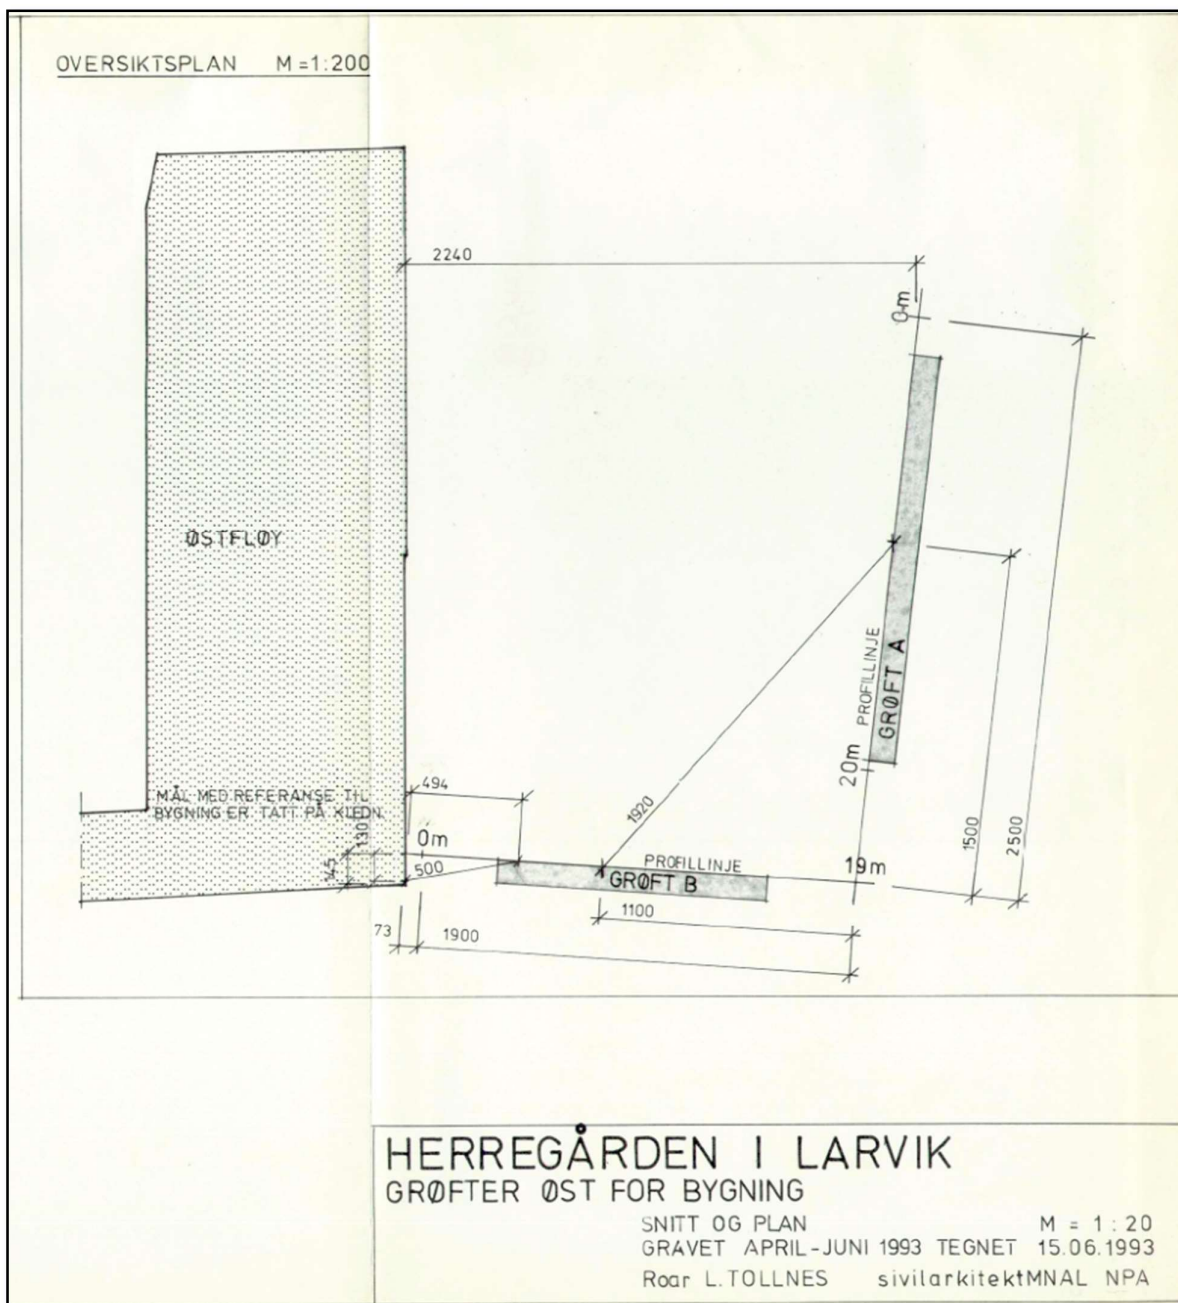 OVERSIKTSPLAN M=1:200
2240
0m
ØSTFLØY
PROFILLINJE
GRØFT A
20m
1920
1500
2500
MÅL MED REFERANSE TIL
BYGNING ER TATT PÅ KLEDN.
494
130
145
0m
500
PROFILLINJE
GRØFT B
19m
1100
73
1900
HERREGÅRDEN I LARVIK
GRØFTER ØST FOR BYGNING
SNITT OG PLAN M = 1:20
GRAVET APRIL-JUNI 1993 TEGNET 15.06.1993
Roar L.TOLLNES sivilarkitektMNAL NPA